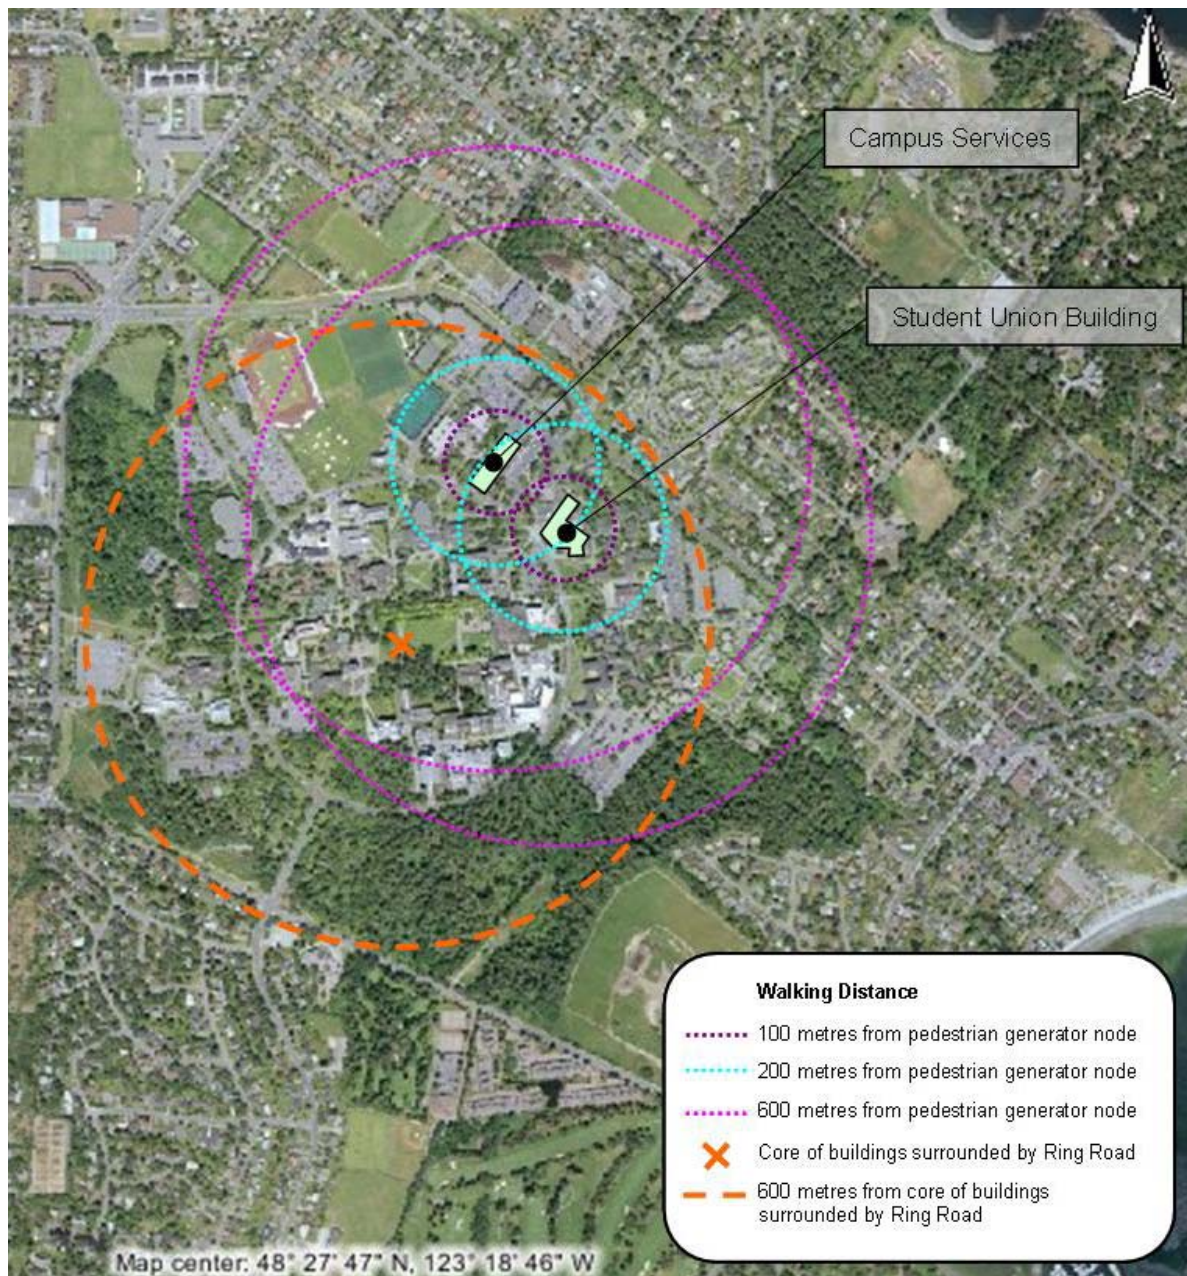 Campus Services
Student Union Building
Walking Distance
100 metres from pedestrian generator node
200 metres from pedestrian generator node
600 metres from pedestrian generator node
Core of buildings surrounded by Ring Road
600 metres from core of buildings
surrounded by Ring Road
Map center: 48° 27' 47" N, 123° 18' 46" W